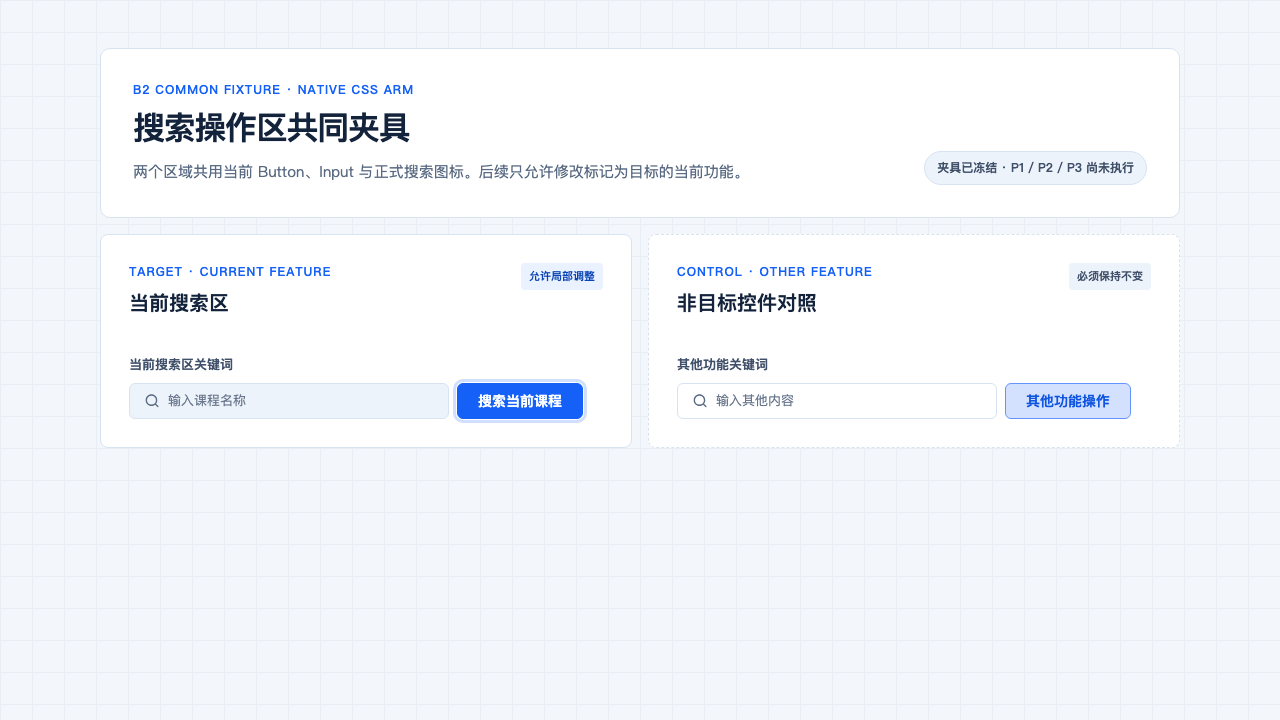 B2 COMMON FIXTURE · NATIVE CSS ARM
搜索操作区共同夹具
两个区域共用当前 Button、Input 与正式搜索图标。后续只允许修改标记为目标的当前功能。
夹具已冻结 · P1 / P2 / P3 尚未执行
TARGET · CURRENT FEATURE
允许局部调整
当前搜索区
当前搜索区关键词
输入课程名称
搜索当前课程
CONTROL · OTHER FEATURE
必须保持不变
非目标控件对照
其他功能关键词
输入其他内容
其他功能操作